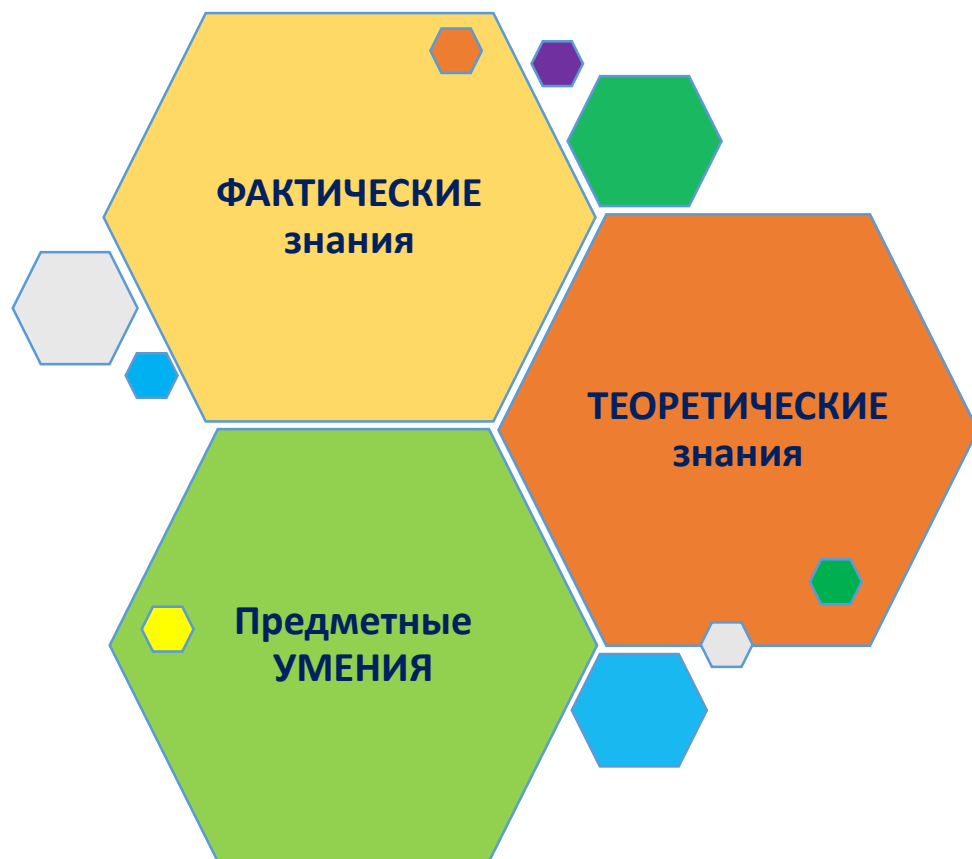 ФАКТИЧЕСКИЕ
знания
ТЕОРЕТИЧЕСКИЕ
знания
Предметные
УМЕНИЯ